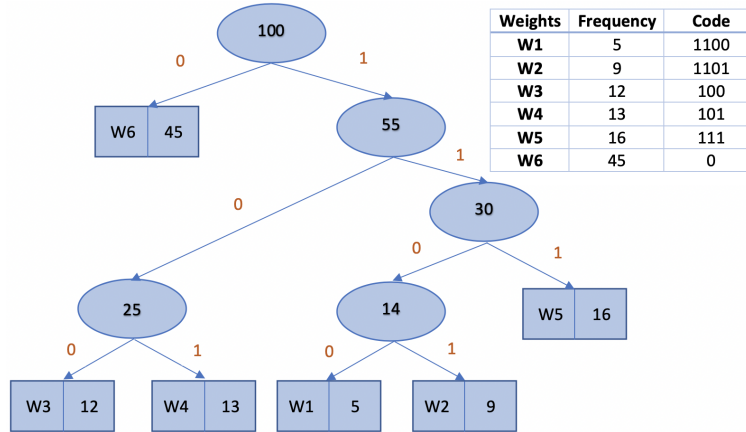 100
Weights Frequency Code
W1 5 1100
W2 9 1101
W3 12 100
W4 13 101
W5 16 111
W6 45 0
0
1
W6 45
55
0
1
30
0
1
25
14
W5 16
0
1
0
1
W3 12
W4 13
W1 5
W2 9